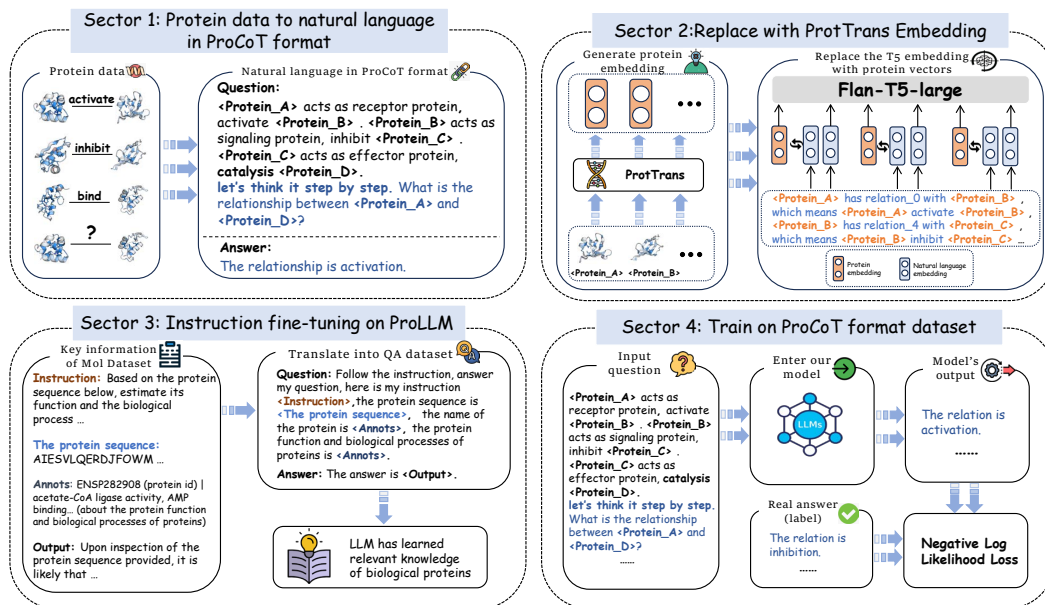 Sector 1: Protein data to natural language
in ProCoT format
Protein data
activate
inhibit
bind
?
Natural language in ProCoT format
Question:
<Protein_A> acts as receptor protein,
activate <Protein_B> . <Protein_B> acts as
signaling protein, inhibit <Protein_C> .
<Protein_C> acts as effector protein,
catalysis <Protein_D>.
let's think it step by step. What is the
relationship between <Protein_A> and
<Protein_D>?
Answer:
The relationship is activation.
Sector 2:Replace with ProtTrans Embedding
Generate protein
embedding
ProtTrans
<Protein_A> <Protein_B>
Replace the T5 embedding
with protein vectors
Flan-T5-large
<Protein_A> has relation_0 with <Protein_B>,
which means <Protein_A> activate <Protein_B> ,
<Protein_B> has relation_4 with <Protein_C>,
which means <Protein_B> inhibit <Protein_C> …
Protein
embedding
Natural language
embedding
Sector 3: Instruction fine-tuning on ProLLM
Key information
of Mol Dataset
Instruction: Based on the protein
sequence below, estimate its
function and the biological
process …
The protein sequence:
AIESVLQERDJFOWM …
Annots: ENSP282908 (protein id) |
acetate-CoA ligase activity, AMP
binding… (about the protein function
and biological processes of proteins)
Output: Upon inspection of the
protein sequence provided, it is
likely that …
Translate into QA dataset
Question: Follow the instruction, answer
my question, here is my instruction
<Instruction>,the protein sequence is
<The protein sequence>, the name of
the protein is <Annots>, the protein
function and biological processes of
proteins is <Annots>.
Answer: The answer is <Output>.
LLM has learned
relevant knowledge
of biological proteins
Sector 4: Train on ProCoT format dataset
Input
question
<Protein_A> acts as
receptor protein, activate
<Protein_B> . <Protein_B>
acts as signaling protein,
inhibit <Protein_C> .
<Protein_C> acts as
effector protein, catalysis
<Protein_D>.
let's think it step by step.
What is the relationship
between <Protein_A> and
<Protein_D>?
……
Enter our
model
LLMs
Model's
output
The relation is
activation.
……
Real answer
(label)
The relation is
inhibition.
……
Negative Log
Likelihood Loss